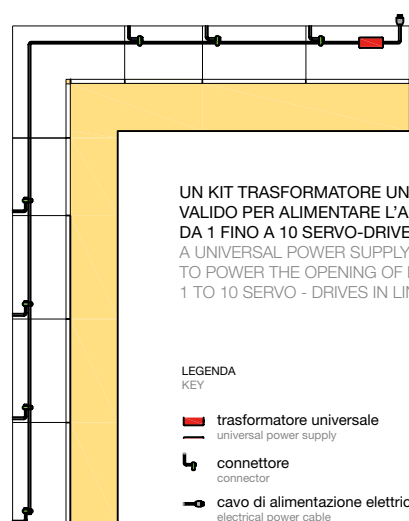 UN KIT TRASFORMATORE UN
VALIDO PER ALIMENTARE L'A
DA 1 FINO A 10 SERVO-DRIVE
A UNIVERSAL POWER SUPPLY
TO POWER THE OPENING OF
1 TO 10 SERVO - DRIVES IN LIN
LEGENDA
KEY
trasformatore universale
universal power supply
connettore
connector
cavo di alimentazione elettric
electrical power cable